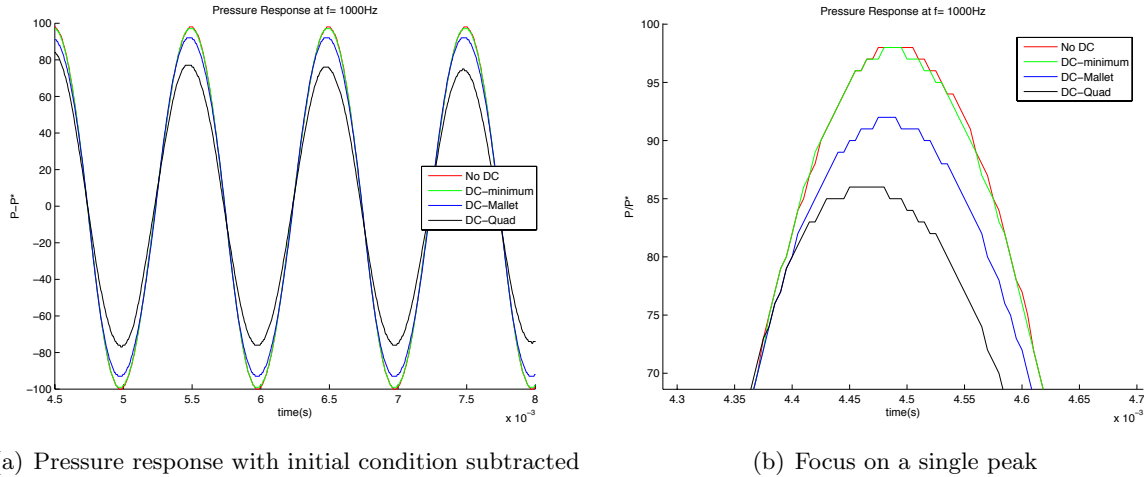 Pressure Response at f= 1000Hz
100
80
60
40
20
0
−20
−40
−60
−80
−100
P−P*
4.5
5
5.5
6
6.5
7
7.5
8
x 10⁻³
time(s)
No DC
DC−minimum
DC−Mallet
DC−Quad
a) Pressure response with initial condition subtracted
Pressure Response at f= 1000Hz
100
95
90
85
80
75
70
P/P*
4.3
4.35
4.4
4.45
4.5
4.55
4.6
4.65
4.7
x 10⁻³
time(s)
No DC
DC−minimum
DC−Mallet
DC−Quad
(b) Focus on a single peak